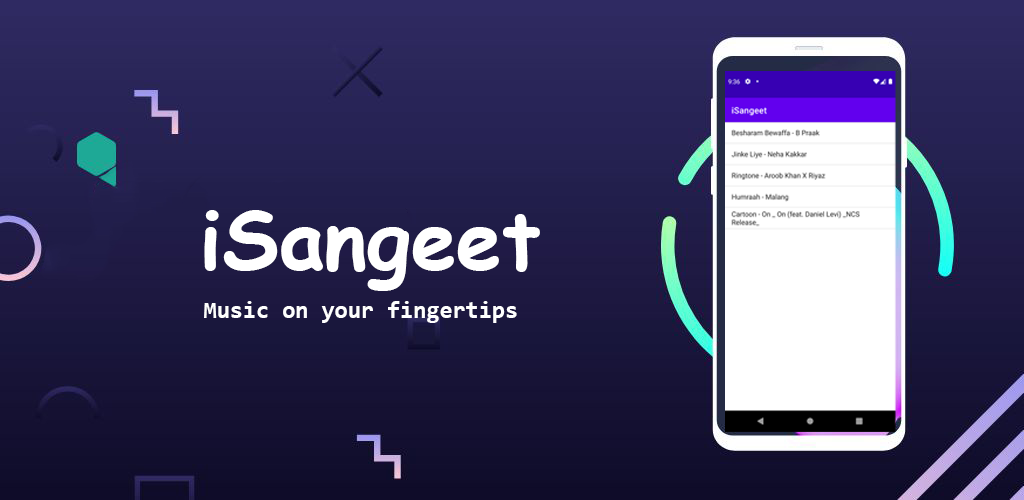 iSangeet
Music on your fingertips
9:36
iSangeet
Besharam Bewaffa - B Praak
Jinke Liye - Neha Kakkar
Ringtone - Aroob Khan X Riyaz
Humraah - Malang
Cartoon - On _ On (feat. Daniel Levi) _NCS
Release_